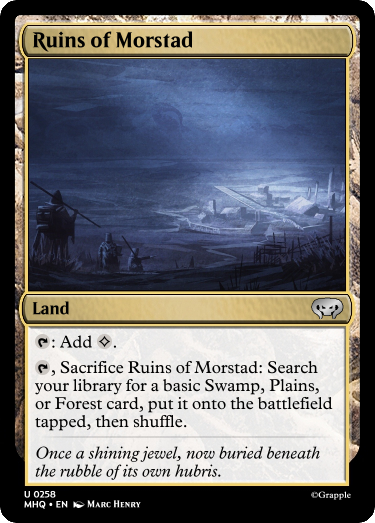 Ruins of Morstad
Land
: Add .
, Sacrifice Ruins of Morstad: Search
your library for a basic Swamp, Plains,
or Forest card, put it onto the battlefield
tapped, then shuffle.
Once a shining jewel, now buried beneath
the rubble of its own hubris.
U 0258
MHQ • EN Marc Henry
©Grapple